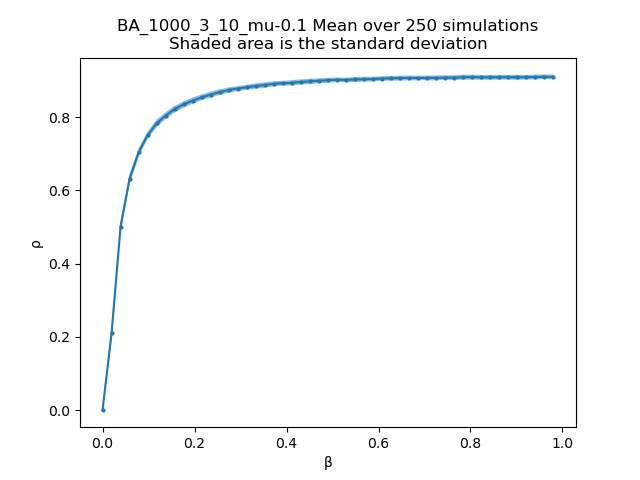 BA_1000_3_10_mu-0.1 Mean over 250 simulations
Shaded area is the standard deviation
0.8
0.6
ρ
0.4
0.2
0.0
0.0 0.2 0.4 0.6 0.8 1.0
β